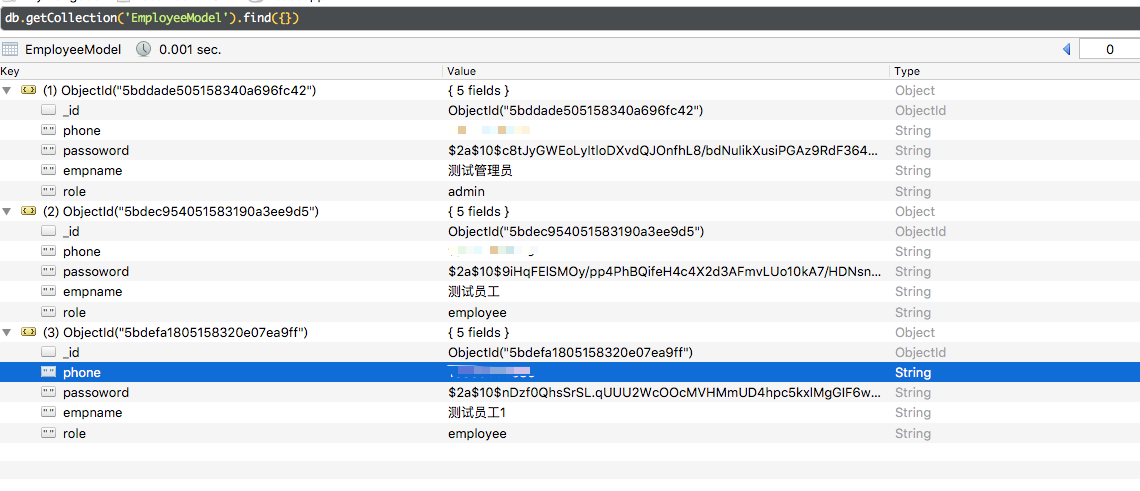 db.getCollection('EmployeeModel').find({})
EmployeeModel 0.001 sec. 0
Key Value Type
(1) ObjectId("5bddade505158340a696fc42") { 5 fields } Object
_id ObjectId("5bddade505158340a696fc42") ObjectId
phone String
passoword $2a$10$c8tJyGWEoLyltIoDXvdQJOnfhL8/bdNulikXusiPGAz9RdF364... String
empname 测试管理员 String
role admin String
(2) ObjectId("5bdec954051583190a3ee9d5") { 5 fields } Object
_id ObjectId("5bdec954051583190a3ee9d5") ObjectId
phone String
passoword $2a$10$9iHqFElSMOy/pp4PhBQifeH4c4X2d3AFmvLUo10kA7/HDNsn... String
empname 测试员工 String
role employee String
(3) ObjectId("5bdefa1805158320e07ea9ff") { 5 fields } Object
_id ObjectId("5bdefa1805158320e07ea9ff") ObjectId
phone String
passoword $2a$10$nDzf0QhsSrSL.qUUU2WcOOcMVHMmUD4hpc5kxlMgGIF6w... String
empname 测试员工1 String
role employee String